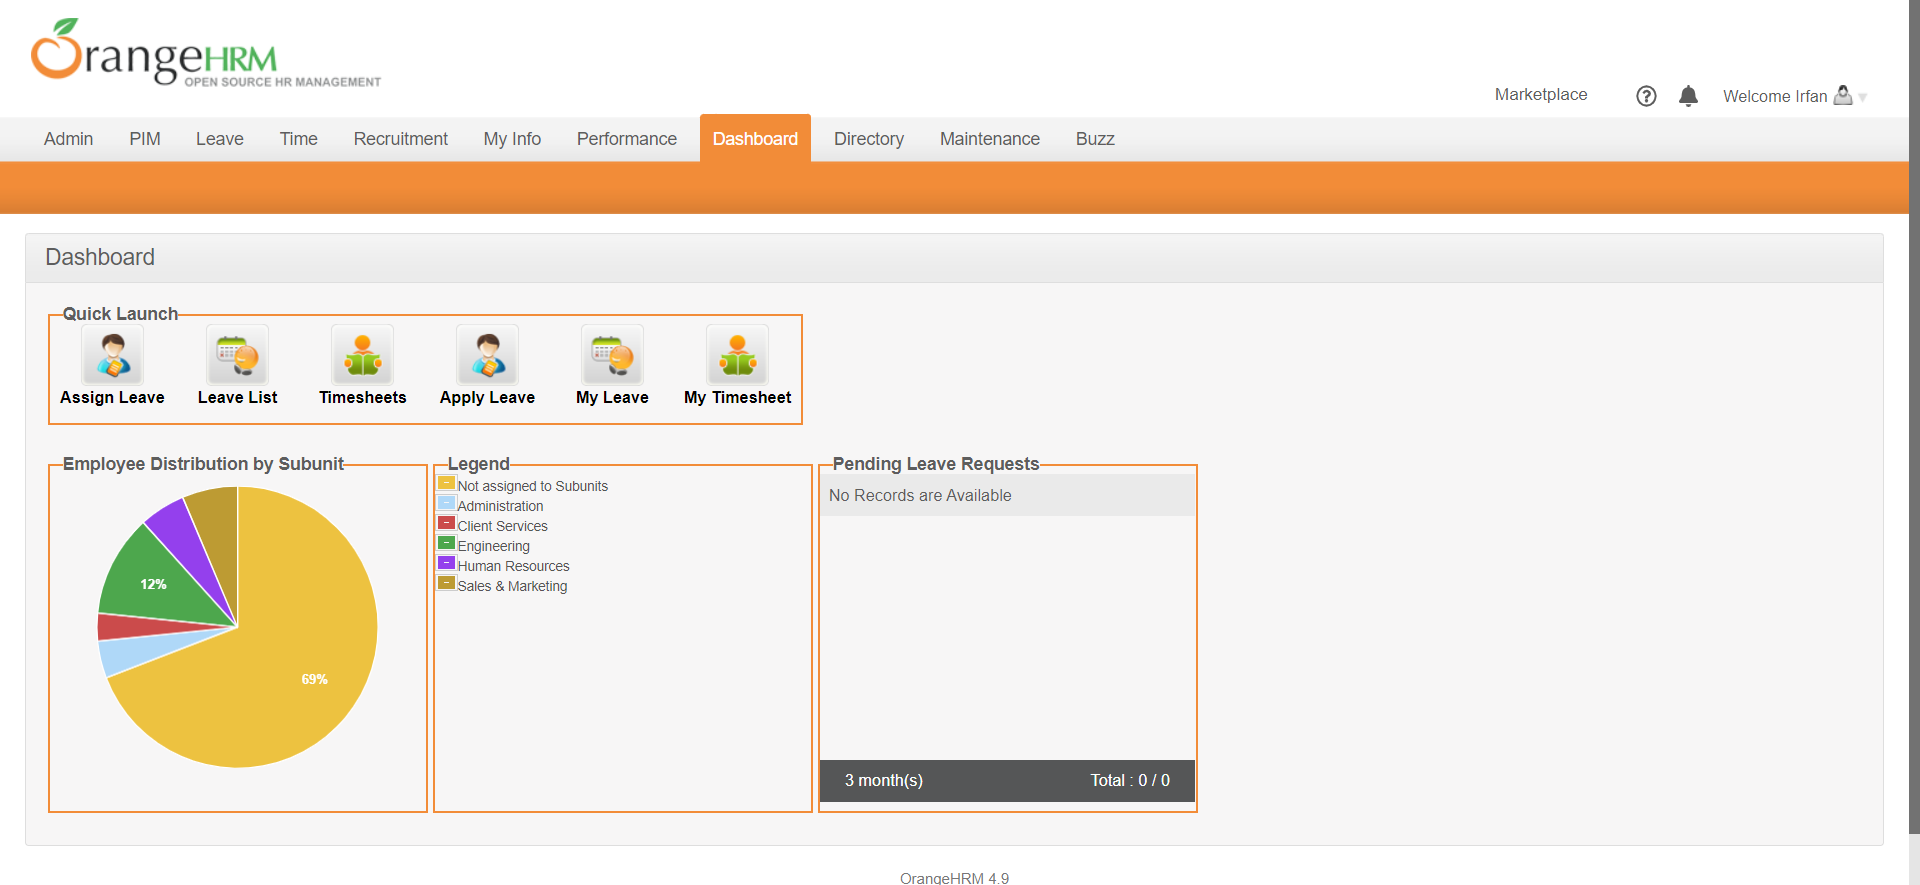 OrangeHRM
OPEN SOURCE HR MANAGEMENT
Marketplace ? Welcome Irfan
Admin PIM Leave Time Recruitment My Info Performance Dashboard Directory Maintenance Buzz
Dashboard
Quick Launch
Assign Leave Leave List Timesheets Apply Leave My Leave My Timesheet
Employee Distribution by Subunit
12%
69%
Legend
Not assigned to Subunits
Administration
Client Services
Engineering
Human Resources
Sales & Marketing
Pending Leave Requests
No Records are Available
3 month(s) Total : 0 / 0
OrangeHRM 4.9